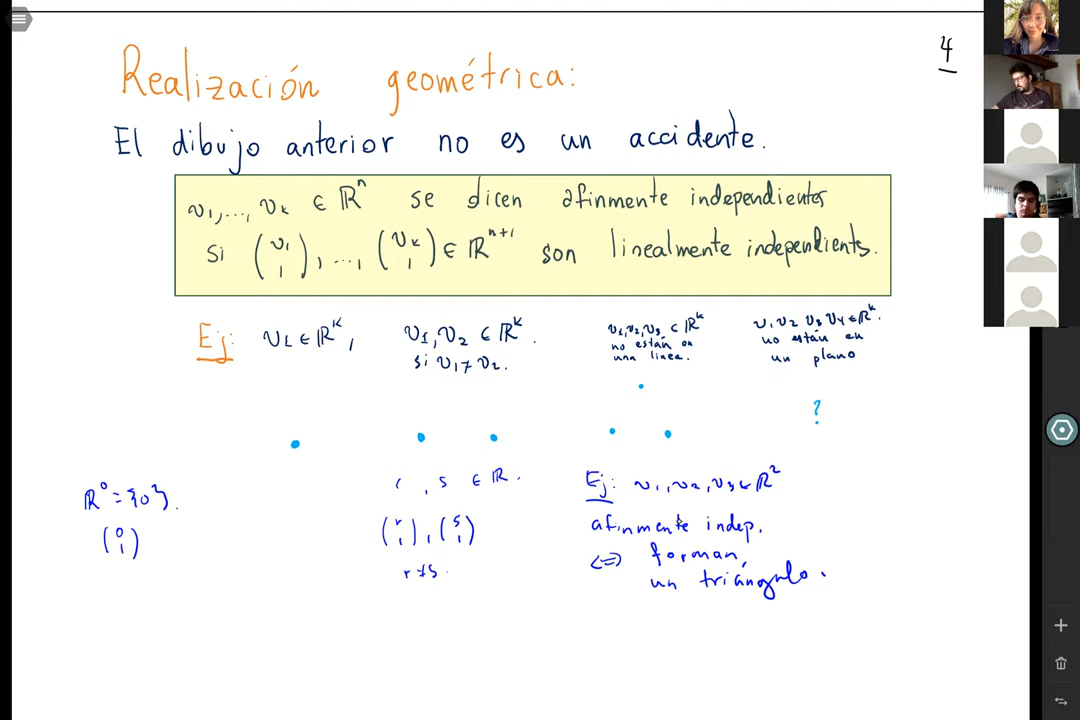 4
Realización geométrica:
El dibujo anterior no es un accidente.
v1,..., vk ∈ ℝⁿ se dicen afinmente independientes
si (v1 1), ..., (vk 1) ∈ ℝⁿ⁺¹ son linealmente independients.
Ej: v1 ∈ ℝᵏ,
v1, v2 ∈ ℝᵏ.
si v1 ≠ v2.
v1, v2, v3 ∈ ℝᵏ
no están en
una linea.
v1 v2 v3 v4 ∈ ℝᵏ.
no están en
un plano
?
ℝ⁰ = {0}.
(0 1)
r, s ∈ ℝ.
(r 1), (s 1)
r ≠ s.
Ej: v1, v2, v3 ∈ ℝ²
afinmente indep.
<=> forman
un triángulo.